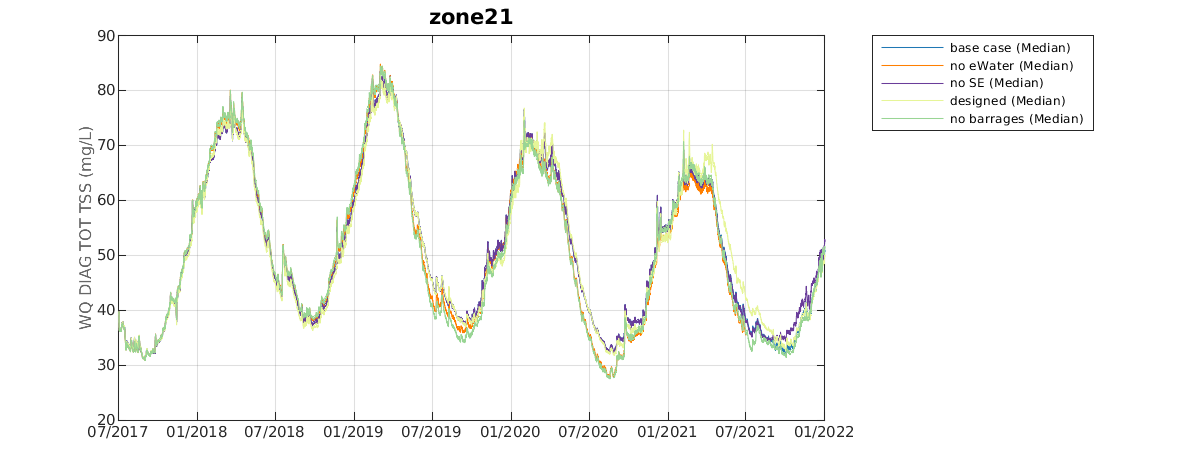 zone21
WQ DIAG TOT TSS (mg/L)
90
80
70
60
50
40
30
20
07/2017 01/2018 07/2018 01/2019 07/2019 01/2020 07/2020 01/2021 07/2021 01/2022
base case (Median)
no eWater (Median)
no SE (Median)
designed (Median)
no barrages (Median)